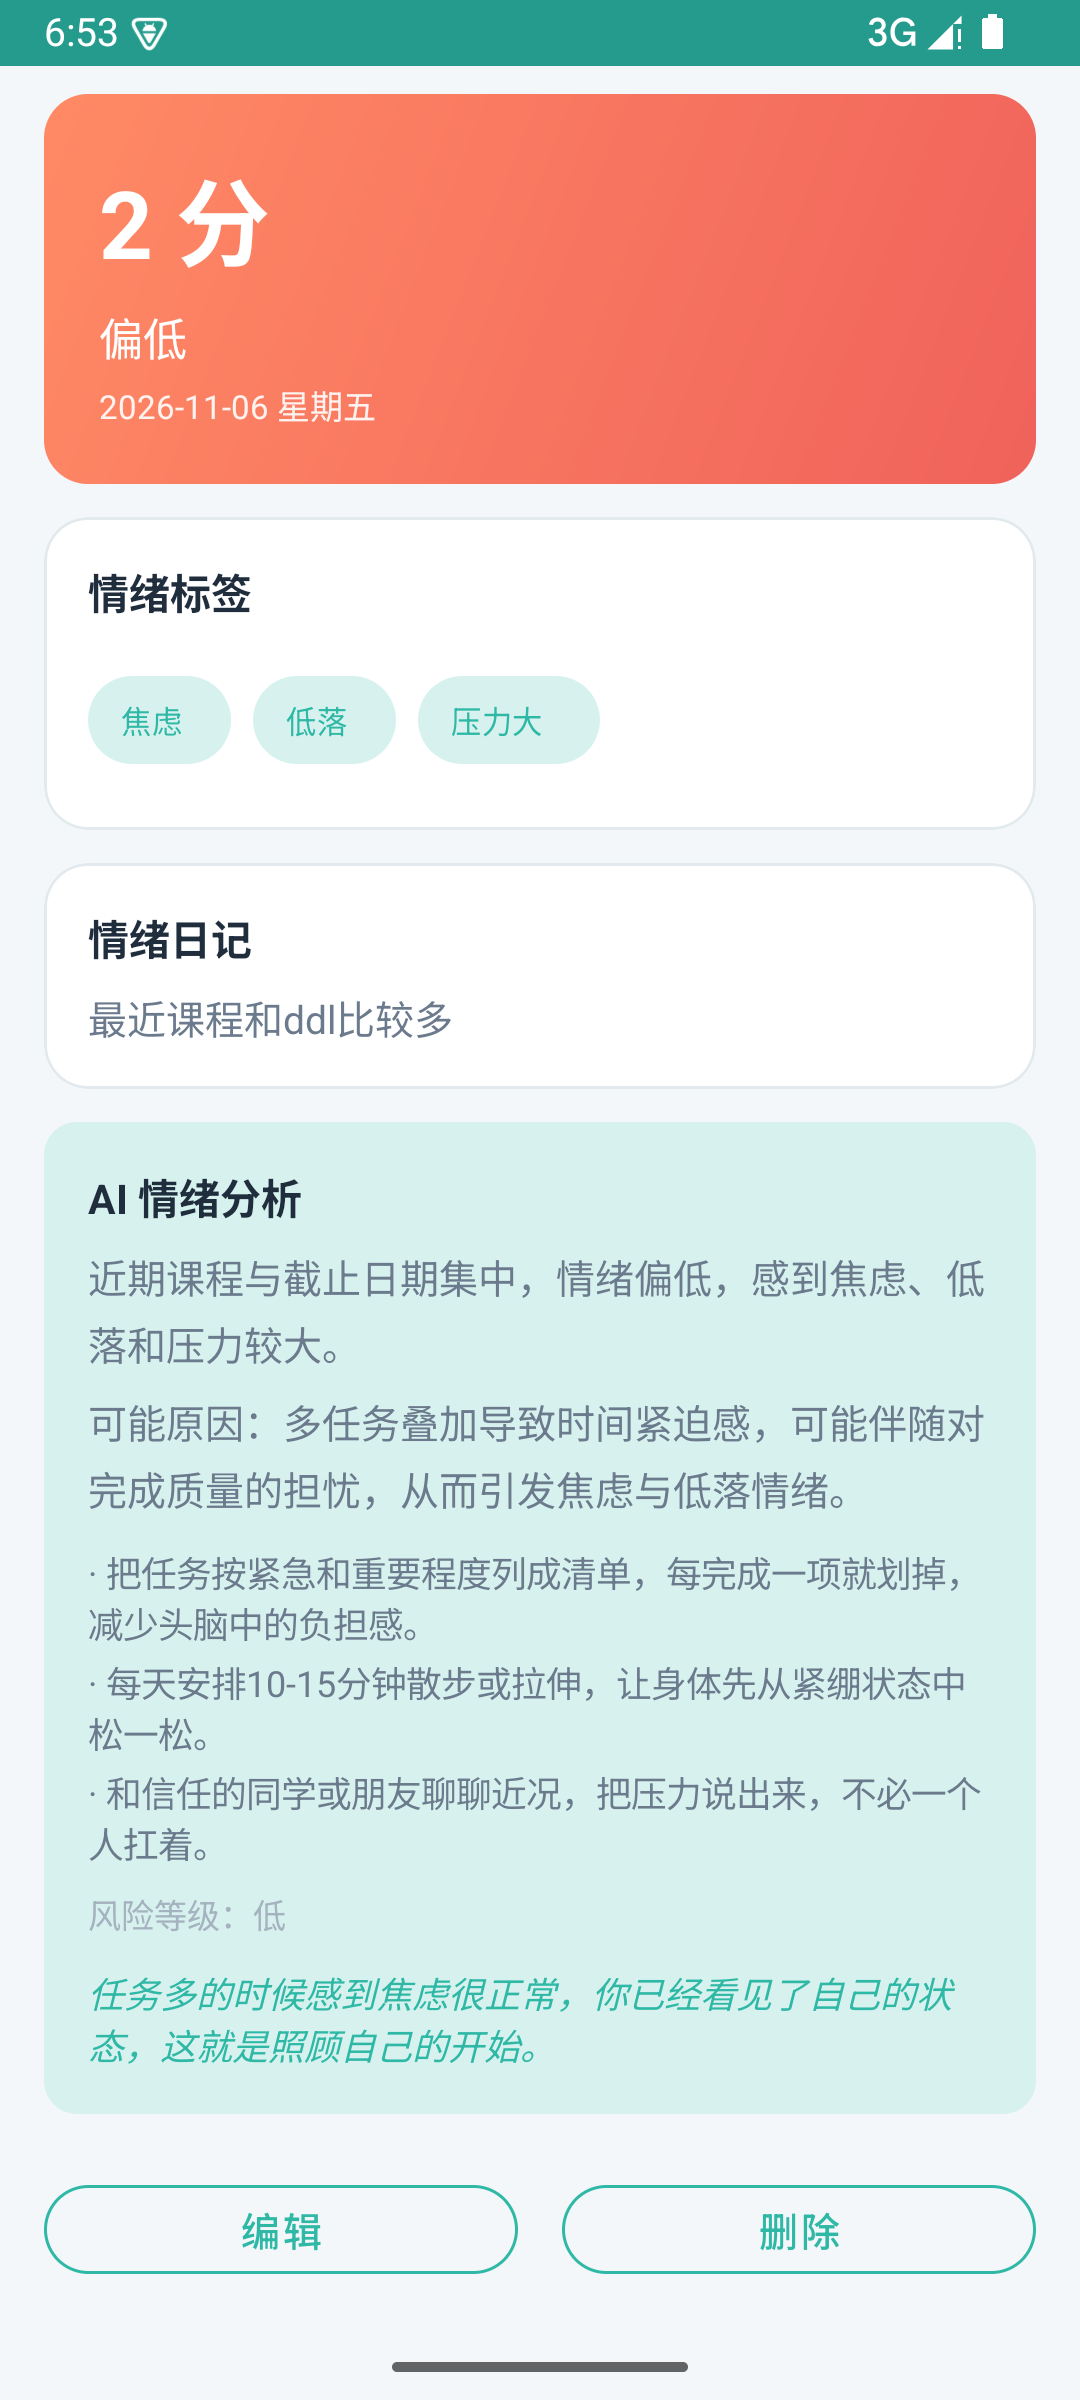 6:53
3G
2 分
偏低
2026-11-06 星期五
情绪标签
焦虑 低落 压力大
情绪日记
最近课程和ddl比较多
AI 情绪分析
近期课程与截止日期集中，情绪偏低，感到焦虑、低
落和压力较大。
可能原因：多任务叠加导致时间紧迫感，可能伴随对
完成质量的担忧，从而引发焦虑与低落情绪。
· 把任务按紧急和重要程度列成清单，每完成一项就划掉，
减少头脑中的负担感。
· 每天安排10-15分钟散步或拉伸，让身体先从紧绷状态中
松一松。
· 和信任的同学或朋友聊聊近况，把压力说出来，不必一个
人扛着。
风险等级：低
任务多的时候感到焦虑很正常，你已经看见了自己的状
态，这就是照顾自己的开始。
编辑 删除